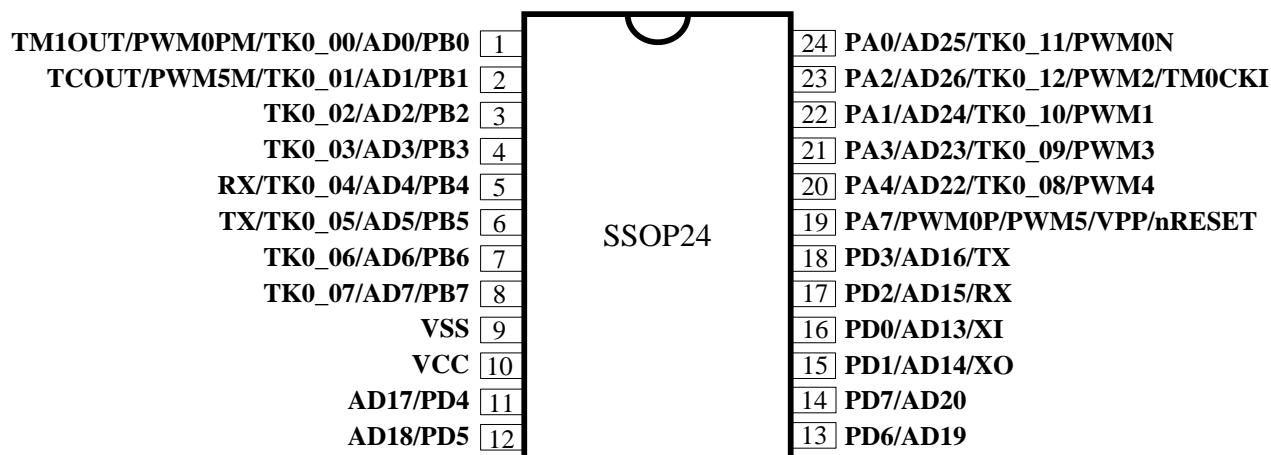 TM1OUT/PWM0PM/TK0_00/AD0/PB0 1 24 PA0/AD25/TK0_11/PWM0N
TCOUT/PWM5M/TK0_01/AD1/PB1 2 23 PA2/AD26/TK0_12/PWM2/TM0CKI
TK0_02/AD2/PB2 3 22 PA1/AD24/TK0_10/PWM1
TK0_03/AD3/PB3 4 21 PA3/AD23/TK0_09/PWM3
RX/TK0_04/AD4/PB4 5 20 PA4/AD22/TK0_08/PWM4
TX/TK0_05/AD5/PB5 6 SSOP24 19 PA7/PWM0P/PWM5/VPP/nRESET
TK0_06/AD6/PB6 7 18 PD3/AD16/TX
TK0_07/AD7/PB7 8 17 PD2/AD15/RX
VSS 9 16 PD0/AD13/XI
VCC 10 15 PD1/AD14/XO
AD17/PD4 11 14 PD7/AD20
AD18/PD5 12 13 PD6/AD19